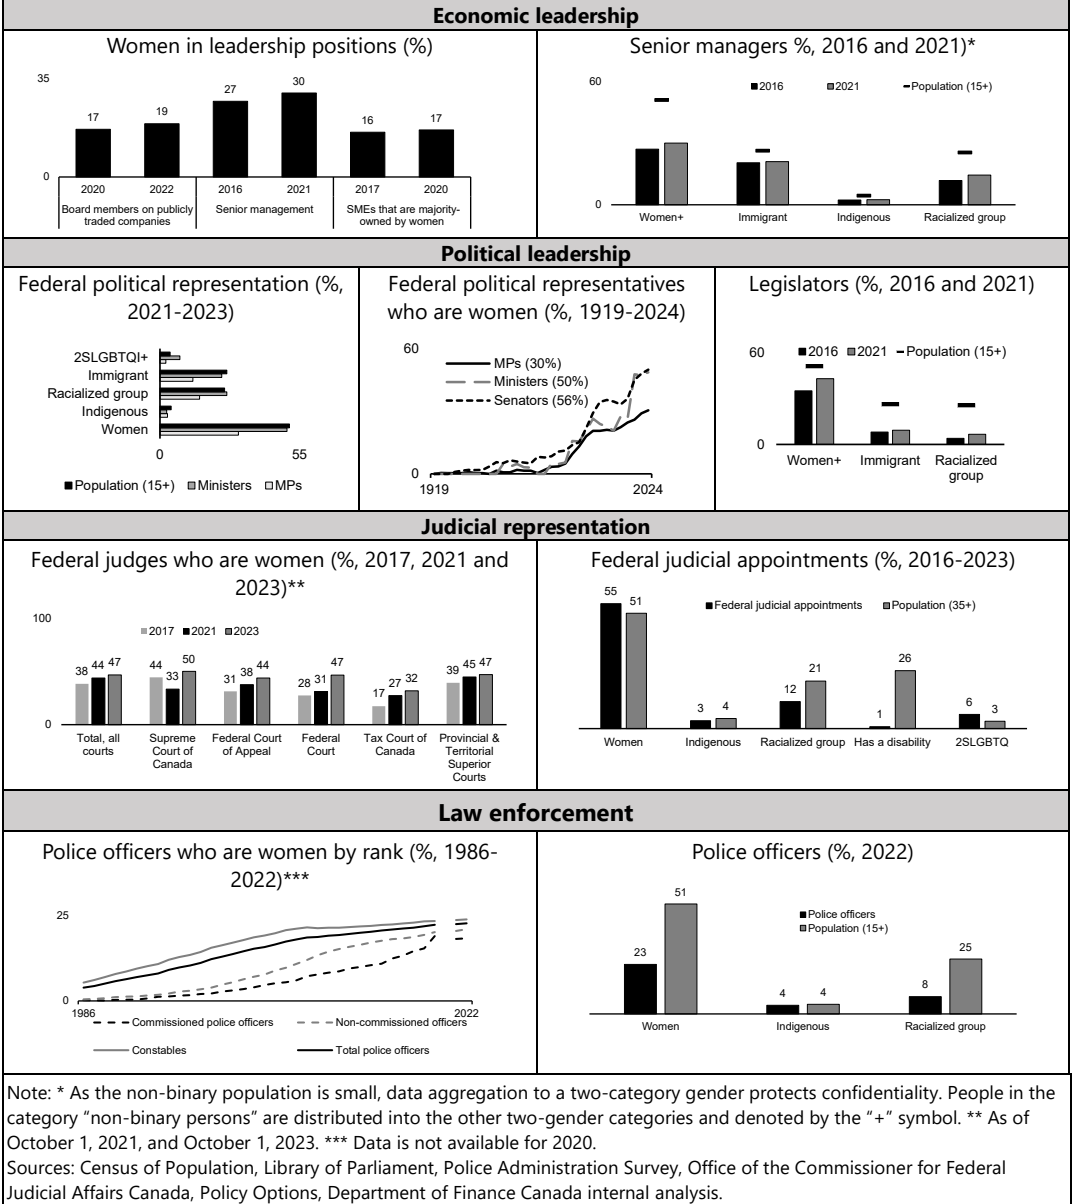 Economic leadership
Women in leadership positions (%)
35
0
17
19
27
30
16
17
2020
2022
2016
2021
2017
2020
Board members on publicly
traded companies
Senior management
SMEs that are majority-
owned by women
Senior managers %, 2016 and 2021)*
60
0
2016
2021
Population (15+)
Women+
Immigrant
Indigenous
Racialized group
Political leadership
Federal political representation (%,
2021-2023)
2SLGBTQI+
Immigrant
Racialized group
Indigenous
Women
0
55
Population (15+)
Ministers
MPs
Federal political representatives
who are women (%, 1919-2024)
60
0
MPs (30%)
Ministers (50%)
Senators (56%)
1919
2024
Legislators (%, 2016 and 2021)
60
0
2016
2021
Population (15+)
Women+
Immigrant
Racialized
group
Judicial representation
Federal judges who are women (%, 2017, 2021 and
2023)**
100
0
2017
2021
2023
38 44 47
44 33 50
31 38 44
28 31 47
17 27 32
39 45 47
Total, all
courts
Supreme
Court of
Canada
Federal Court
of Appeal
Federal
Court
Tax Court of
Canada
Provincial &
Territorial
Superior
Courts
Federal judicial appointments (%, 2016-2023)
Federal judicial appointments
Population (35+)
55
51
3
4
12
21
1
26
6
3
Women
Indigenous
Racialized group
Has a disability
2SLGBTQ
Law enforcement
Police officers who are women by rank (%, 1986-
2022)***
25
0
1986
2022
Commissioned police officers
Non-commissioned officers
Constables
Total police officers
Police officers (%, 2022)
Police officers
Population (15+)
23
51
4
4
8
25
Women
Indigenous
Racialized group
Note: * As the non-binary population is small, data aggregation to a two-category gender protects confidentiality. People in the
category “non-binary persons” are distributed into the other two-gender categories and denoted by the “+” symbol. ** As of
October 1, 2021, and October 1, 2023. *** Data is not available for 2020.
Sources: Census of Population, Library of Parliament, Police Administration Survey, Office of the Commissioner for Federal
Judicial Affairs Canada, Policy Options, Department of Finance Canada internal analysis.